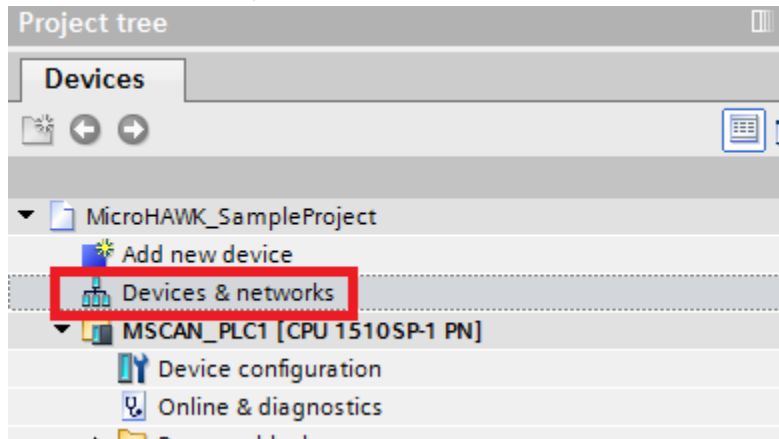 Project tree
Devices
MicroHAWK_SampleProject
Add new device
Devices & networks
MSCAN_PLC1 [CPU 1510SP-1 PN]
Device configuration
Online & diagnostics